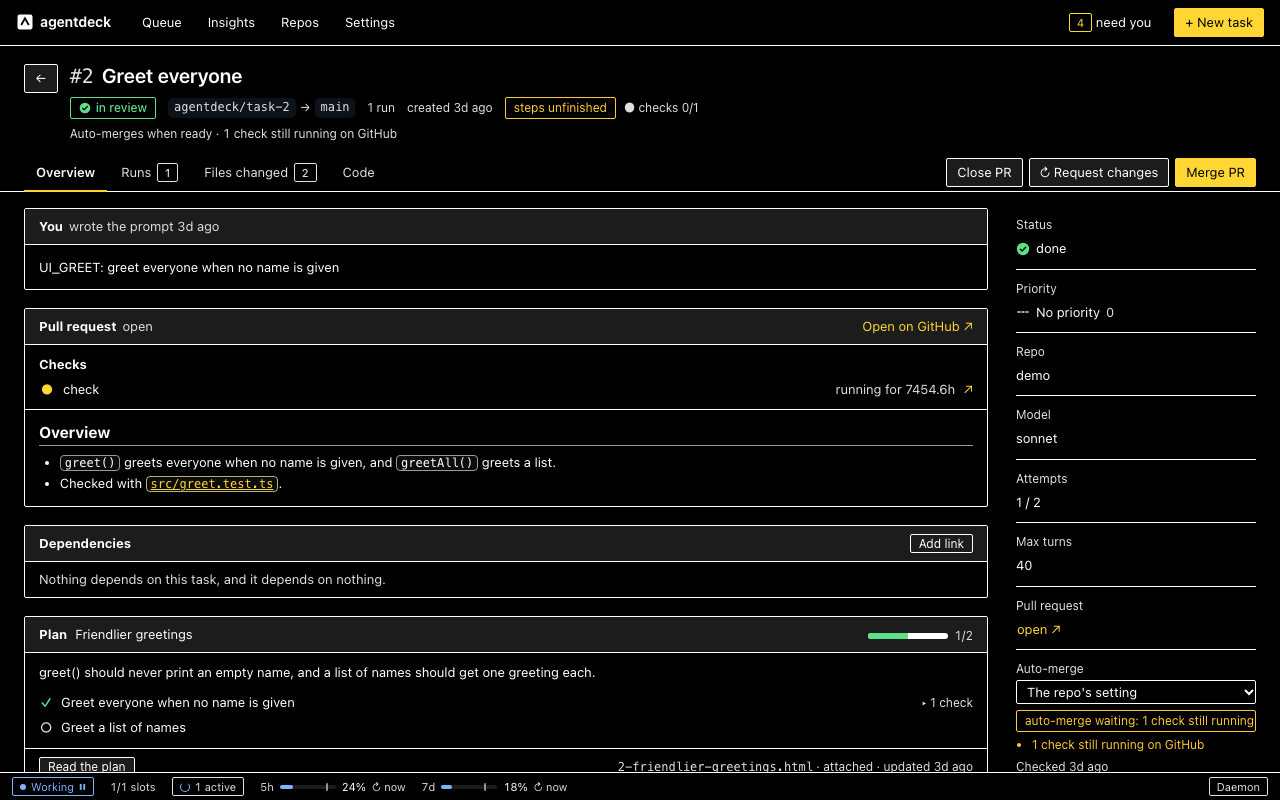 agentdeck Queue Insights Repos Settings 4 need you + New task
← #2 Greet everyone
in review agentdeck/task-2 → main 1 run created 3d ago steps unfinished checks 0/1
Auto-merges when ready · 1 check still running on GitHub
Overview Runs 1 Files changed 2 Code Close PR Request changes Merge PR
You wrote the prompt 3d ago
UI_GREET: greet everyone when no name is given
Pull request open Open on GitHub ↗
Checks
check running for 7454.6h ↗
Overview
• greet() greets everyone when no name is given, and greetAll() greets a list.
• Checked with src/greet.test.ts.
Dependencies Add link
Nothing depends on this task, and it depends on nothing.
Plan Friendlier greetings 1/2
greet() should never print an empty name, and a list of names should get one greeting each.
Greet everyone when no name is given ▸ 1 check
Greet a list of names
Read the plan 2-friendlier-greetings.html · attached · updated 3d ago
Status
done
Priority
--- No priority 0
Repo
demo
Model
sonnet
Attempts
1 / 2
Max turns
40
Pull request
open ↗
Auto-merge
The repo's setting
auto-merge waiting: 1 check still running
• 1 check still running on GitHub
Checked 3d ago
Working 1/1 slots 1 active 5h 24% now 7d 18% now Daemon